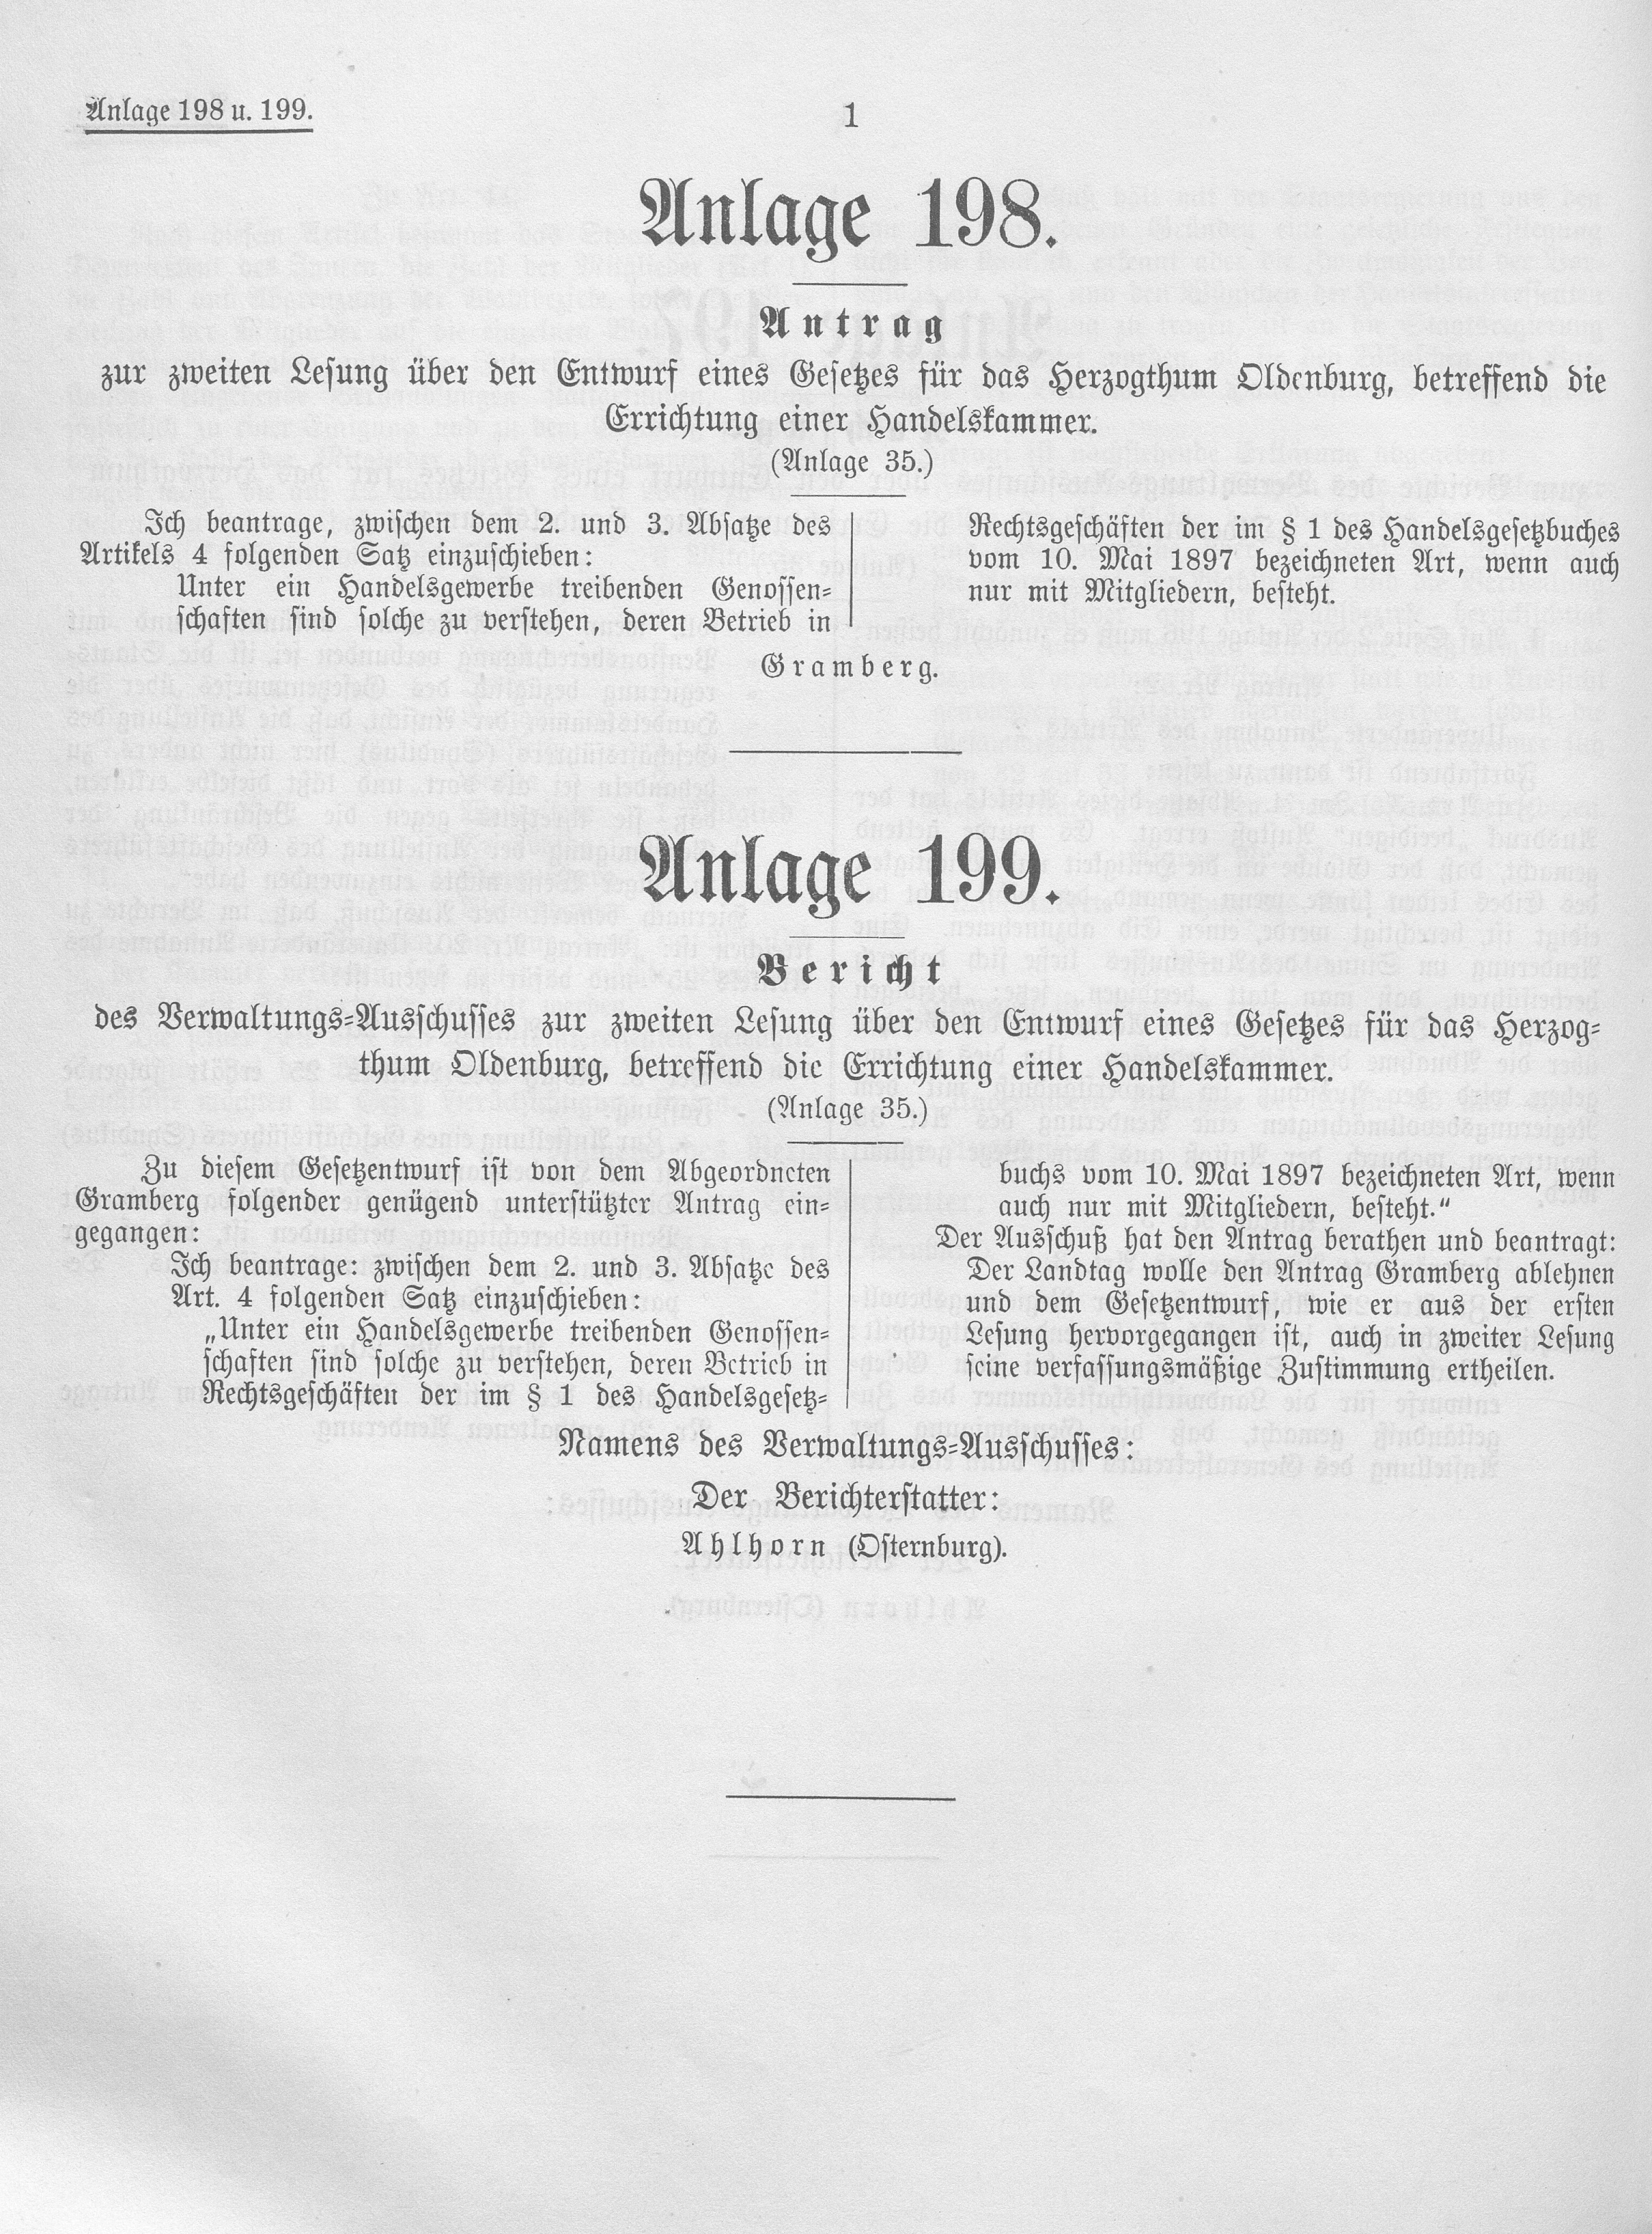 Anlage 198 u. 199.
1
Anlage 198.
Antrag
zur zweiten Lesung über den Entwurf eines Gesetzes für das Herzogthum Oldenburg, betreffend die
Errichtung einer Handelskammer.
(Anlage 35.)
Ich beantrage, zwischen dem 2. und 3. Absatze des
Artikels 4 folgenden Satz einzuschieben:
Unter ein Handelsgewerbe treibenden Genossen-
schaften sind solche zu verstehen, deren Betrieb in
Rechtsgeschäften der im § 1 des Handelsgesetzbuches
vom 10. Mai 1897 bezeichneten Art, wenn auch
nur mit Mitgliedern, besteht.
Gramberg.
Anlage 199.
Bericht
des Verwaltungs-Ausschusses zur zweiten Lesung über den Entwurf eines Gesetzes für das Herzog-
thum Oldenburg, betreffend die Errichtung einer Handelskammer.
(Anlage 35.)
Zu diesem Gesetzentwurf ist von dem Abgeordneten
Gramberg folgender genügend unterstützter Antrag ein-
gegangen:
Ich beantrage: zwischen dem 2. und 3. Absatze des
Art. 4 folgenden Satz einzuschieben:
„Unter ein Handelsgewerbe treibenden Genossen-
schaften sind solche zu verstehen, deren Betrieb in
Rechtsgeschäften der im § 1 des Handelsgesetz-
buchs vom 10. Mai 1897 bezeichneten Art, wenn
auch nur mit Mitgliedern, besteht.“
Der Ausschuß hat den Antrag berathen und beantragt:
Der Landtag wolle den Antrag Gramberg ablehnen
und dem Gesetzentwurf, wie er aus der ersten
Lesung hervorgegangen ist, auch in zweiter Lesung
seine verfassungsmäßige Zustimmung ertheilen.
Namens des Verwaltungs-Ausschusses:
Der Berichterstatter:
Ahlhorn (Osternburg).